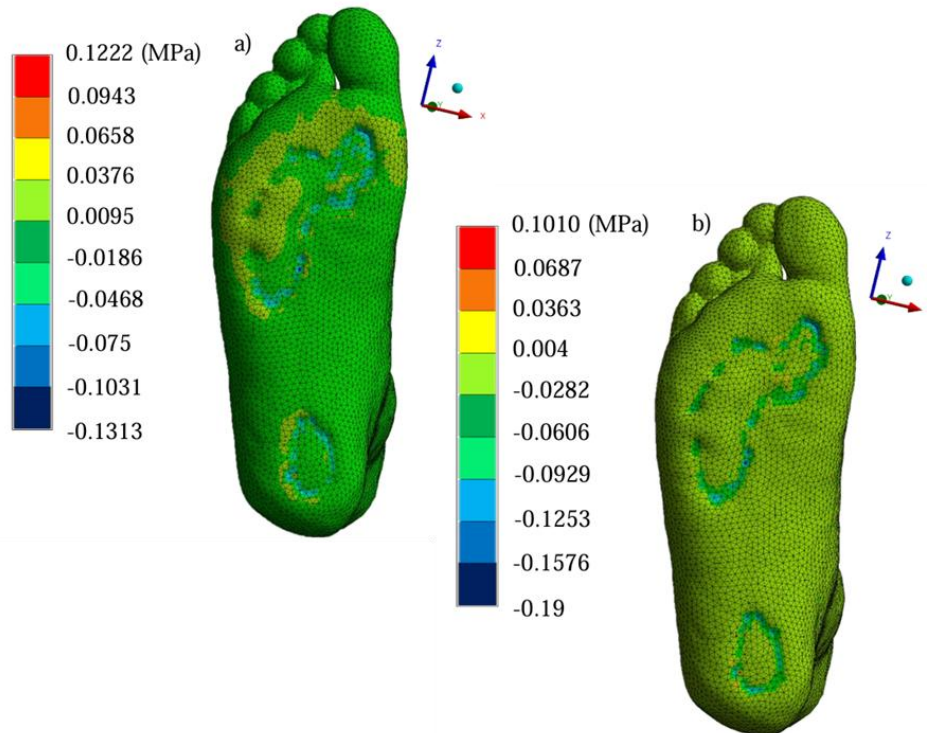 a)
0.1222 (MPa)
0.0943
0.0658
0.0376
0.0095
-0.0186
-0.0468
-0.075
-0.1031
-0.1313
Z
Y
X
b)
0.1010 (MPa)
0.0687
0.0363
0.004
-0.0282
-0.0606
-0.0929
-0.1253
-0.1576
-0.19
Z
Y